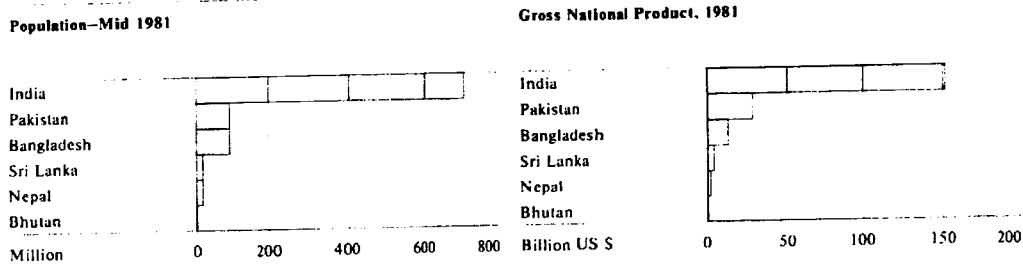 Population—Mid 1981
India
Pakistan
Bangladesh
Sri Lanka
Nepal
Bhutan
Million 0 200 400 600 800
Gross National Product, 1981
India
Pakistan
Bangladesh
Sri Lanka
Nepal
Bhutan
Billion US $ 0 50 100 150 200